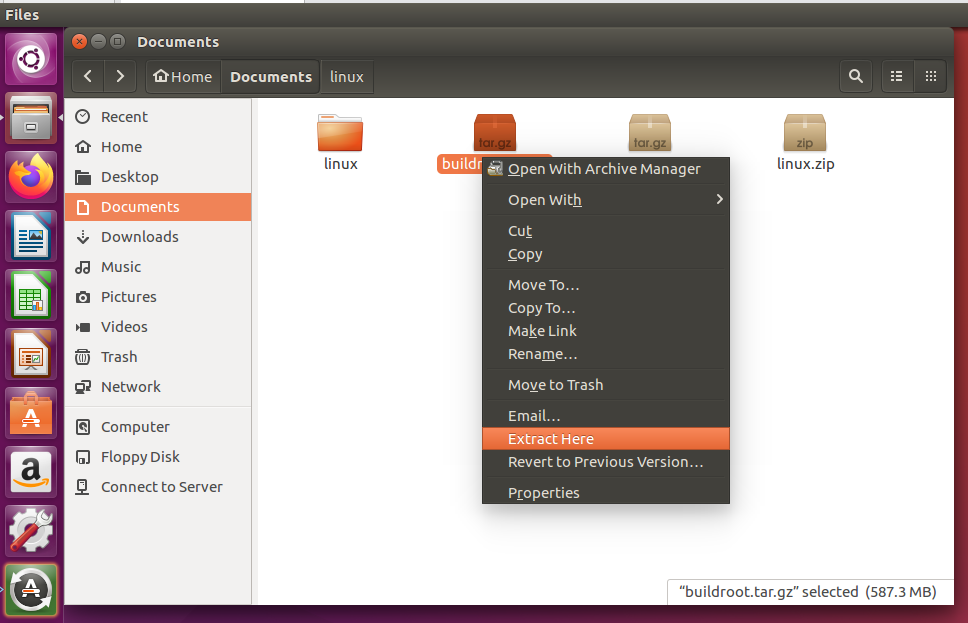 Files
Documents
Home
Documents
linux
Recent
Home
Desktop
Documents
Downloads
Music
Pictures
Videos
Trash
Network
Computer
Floppy Disk
Connect to Server
linux
tar.gz
tar.gz
zip
linux.zip
Open With Archive Manager
Open With
Cut
Copy
Move To…
Copy To…
Make Link
Rename…
Move to Trash
Email…
Extract Here
Revert to Previous Version…
Properties
“buildroot.tar.gz” selected (587.3 MB)